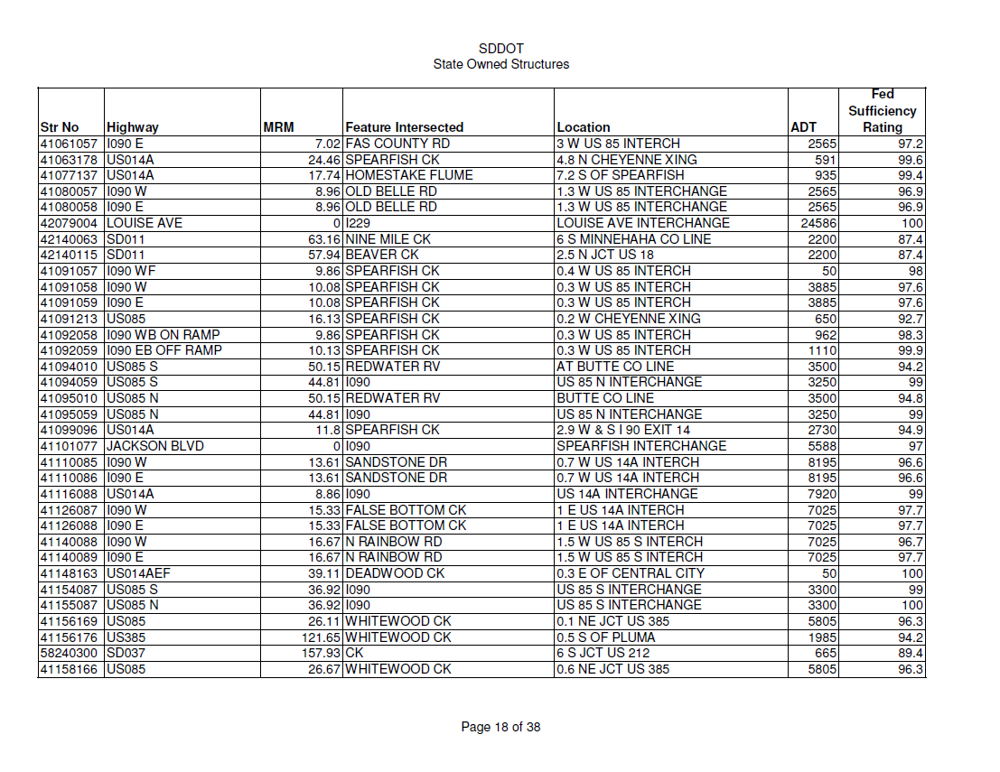 SDDOT
State Owned Structures
Fed
Sufficiency
Str No Highway MRM Feature Intersected Location ADT Rating
41061057 I090 E 7.02 FAS COUNTY RD 3 W US 85 INTERCH 2565 97.2
41063178 US014A 24.46 SPEARFISH CK 4.8 N CHEYENNE XING 591 99.6
41077137 US014A 17.74 HOMESTAKE FLUME 7.2 S OF SPEARFISH 935 99.4
41080057 I090 W 8.96 OLD BELLE RD 1.3 W US 85 INTERCHANGE 2565 96.9
41080058 I090 E 8.96 OLD BELLE RD 1.3 W US 85 INTERCHANGE 2565 96.9
42079004 LOUISE AVE 0 I229 LOUISE AVE INTERCHANGE 24586 100
42140063 SD011 63.16 NINE MILE CK 6 S MINNEHAHA CO LINE 2200 87.4
42140115 SD011 57.94 BEAVER CK 2.5 N JCT US 18 2200 87.4
41091057 I090 WF 9.86 SPEARFISH CK 0.4 W US 85 INTERCH 50 98
41091058 I090 W 10.08 SPEARFISH CK 0.3 W US 85 INTERCH 3885 97.6
41091059 I090 E 10.08 SPEARFISH CK 0.3 W US 85 INTERCH 3885 97.6
41091213 US085 16.13 SPEARFISH CK 0.2 W CHEYENNE XING 650 92.7
41092058 I090 WB ON RAMP 9.86 SPEARFISH CK 0.3 W US 85 INTERCH 962 98.3
41092059 I090 EB OFF RAMP 10.13 SPEARFISH CK 0.3 W US 85 INTERCH 1110 99.9
41094010 US085 S 50.15 REDWATER RV AT BUTTE CO LINE 3500 94.2
41094059 US085 S 44.81 I090 US 85 N INTERCHANGE 3250 99
41095010 US085 N 50.15 REDWATER RV BUTTE CO LINE 3500 94.8
41095059 US085 N 44.81 I090 US 85 N INTERCHANGE 3250 99
41099096 US014A 11.8 SPEARFISH CK 2.9 W & S I 90 EXIT 14 2730 94.9
41101077 JACKSON BLVD 0 I090 SPEARFISH INTERCHANGE 5588 97
41110085 I090 W 13.61 SANDSTONE DR 0.7 W US 14A INTERCH 8195 96.6
41110086 I090 E 13.61 SANDSTONE DR 0.7 W US 14A INTERCH 8195 96.6
41116088 US014A 8.86 I090 US 14A INTERCHANGE 7920 99
41126087 I090 W 15.33 FALSE BOTTOM CK 1 E US 14A INTERCH 7025 97.7
41126088 I090 E 15.33 FALSE BOTTOM CK 1 E US 14A INTERCH 7025 97.7
41140088 I090 W 16.67 N RAINBOW RD 1.5 W US 85 S INTERCH 7025 96.7
41140089 I090 E 16.67 N RAINBOW RD 1.5 W US 85 S INTERCH 7025 97.7
41148163 US014AEF 39.11 DEADWOOD CK 0.3 E OF CENTRAL CITY 50 100
41154087 US085 S 36.92 I090 US 85 S INTERCHANGE 3300 99
41155087 US085 N 36.92 I090 US 85 S INTERCHANGE 3300 100
41156169 US085 26.11 WHITEWOOD CK 0.1 NE JCT US 385 5805 96.3
41156176 US385 121.65 WHITEWOOD CK 0.5 S OF PLUMA 1985 94.2
58240300 SD037 157.93 CK 6 S JCT US 212 665 89.4
41158166 US085 26.67 WHITEWOOD CK 0.6 NE JCT US 385 5805 96.3
Page 18 of 38